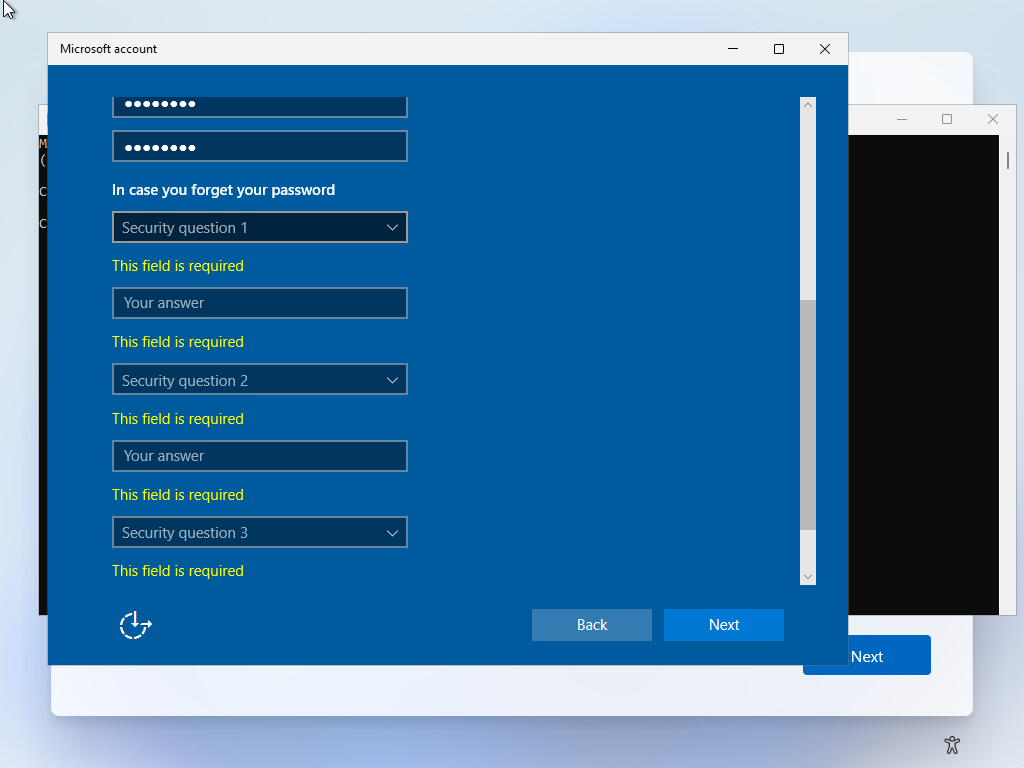 Microsoft account
M
(
In case you forget your password
Security question 1
C
C
This field is required
Your answer
This field is required
Security question 2
This field is required
Your answer
This field is required
Security question 3
This field is required
Back
Next
Next